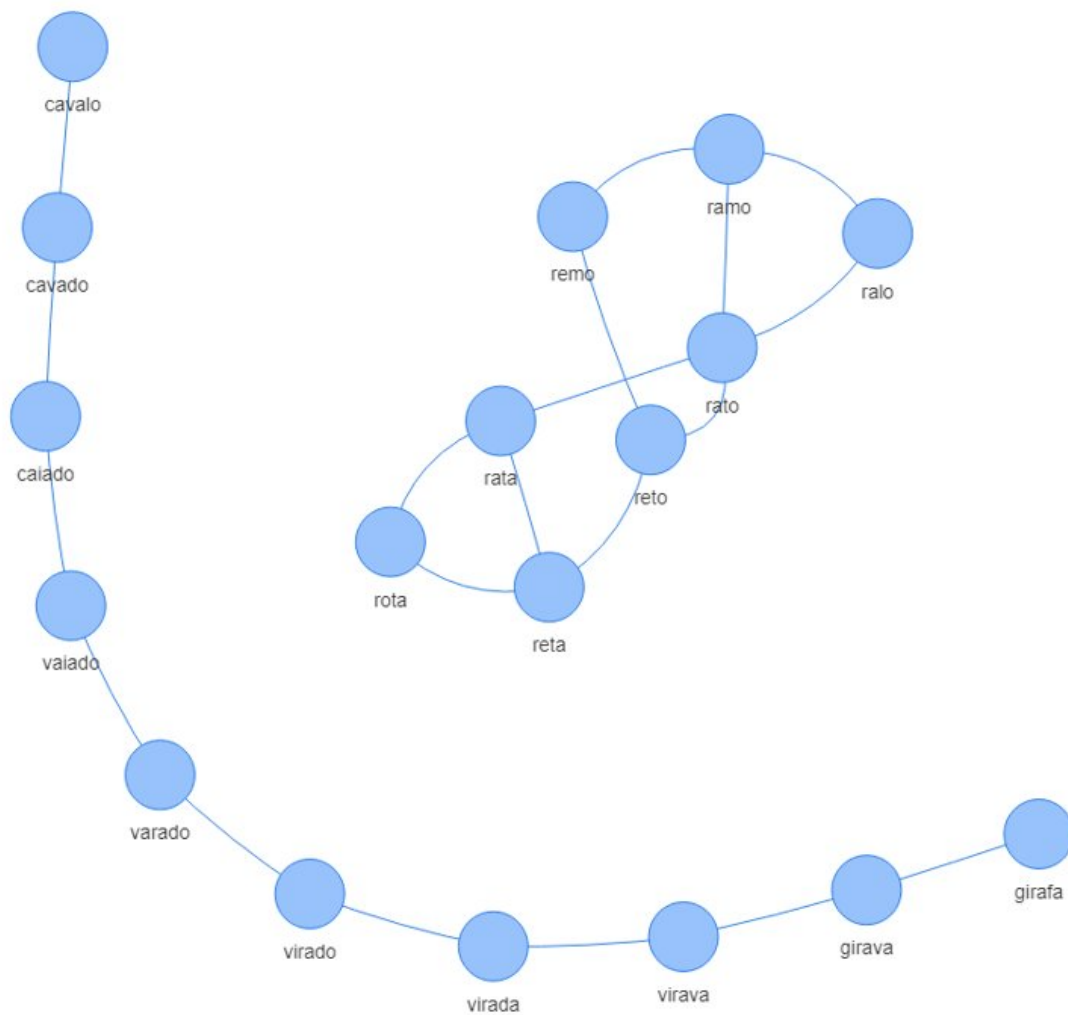 cavalo
ramo
remo
cavado
ralo
rato
caiado
rata
reto
rota
reta
vaiado
varado
girafa
girava
virado
virava
virada